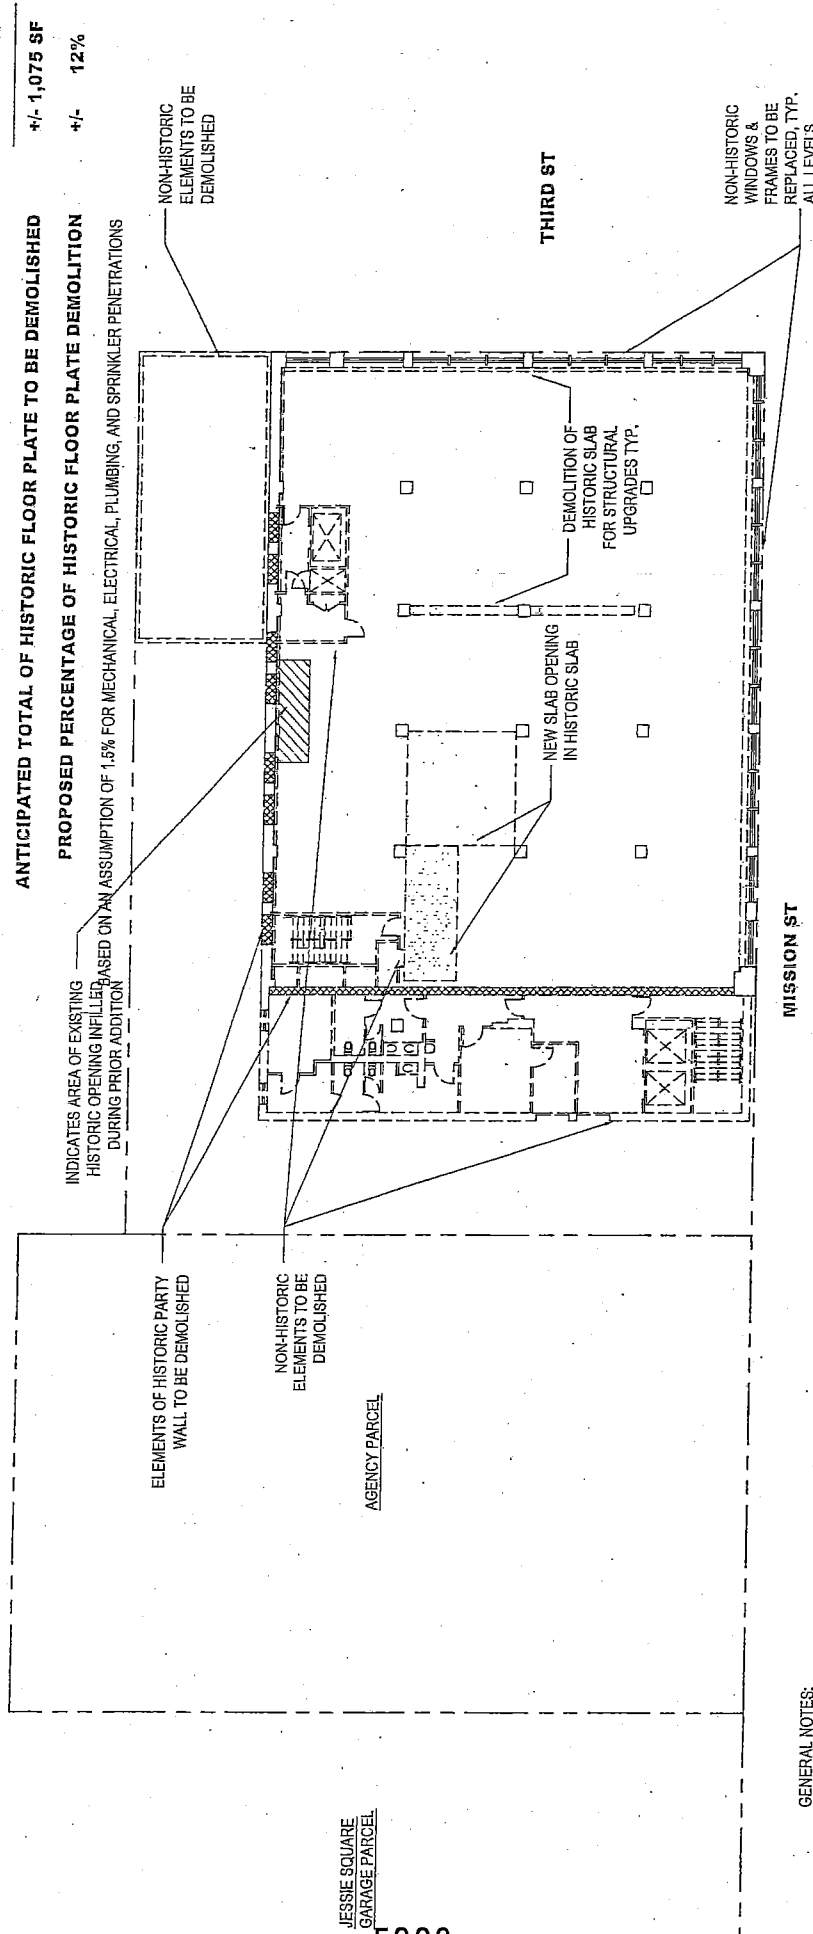 ANTICIPATED TOTAL OF HISTORIC FLOOR PLATE TO BE DEMOLISHED +/- 1,075 SF
PROPOSED PERCENTAGE OF HISTORIC FLOOR PLATE DEMOLITION +/- 12%
BASED ON AN ASSUMPTION OF 1.5% FOR MECHANICAL, ELECTRICAL, PLUMBING, AND SPRINKLER PENETRATIONS
INDICATES AREA OF EXISTING
HISTORIC OPENING INFILLED
DURING PRIOR ADDITION
NON-HISTORIC
ELEMENTS TO BE
DEMOLISHED
ELEMENTS OF HISTORIC PARTY
WALL TO BE DEMOLISHED
NON-HISTORIC
ELEMENTS TO BE
DEMOLISHED
AGENCY PARCEL
JESSIE SQUARE
GARAGE PARCEL
NEW SLAB OPENING
IN HISTORIC SLAB
DEMOLITION OF
HISTORIC SLAB
FOR STRUCTURAL
UPGRADES TYP.
THIRD ST
NON-HISTORIC
WINDOWS &
FRAMES TO BE
REPLACED, TYP.
ALL LEVELS
MISSION ST
GENERAL NOTES: